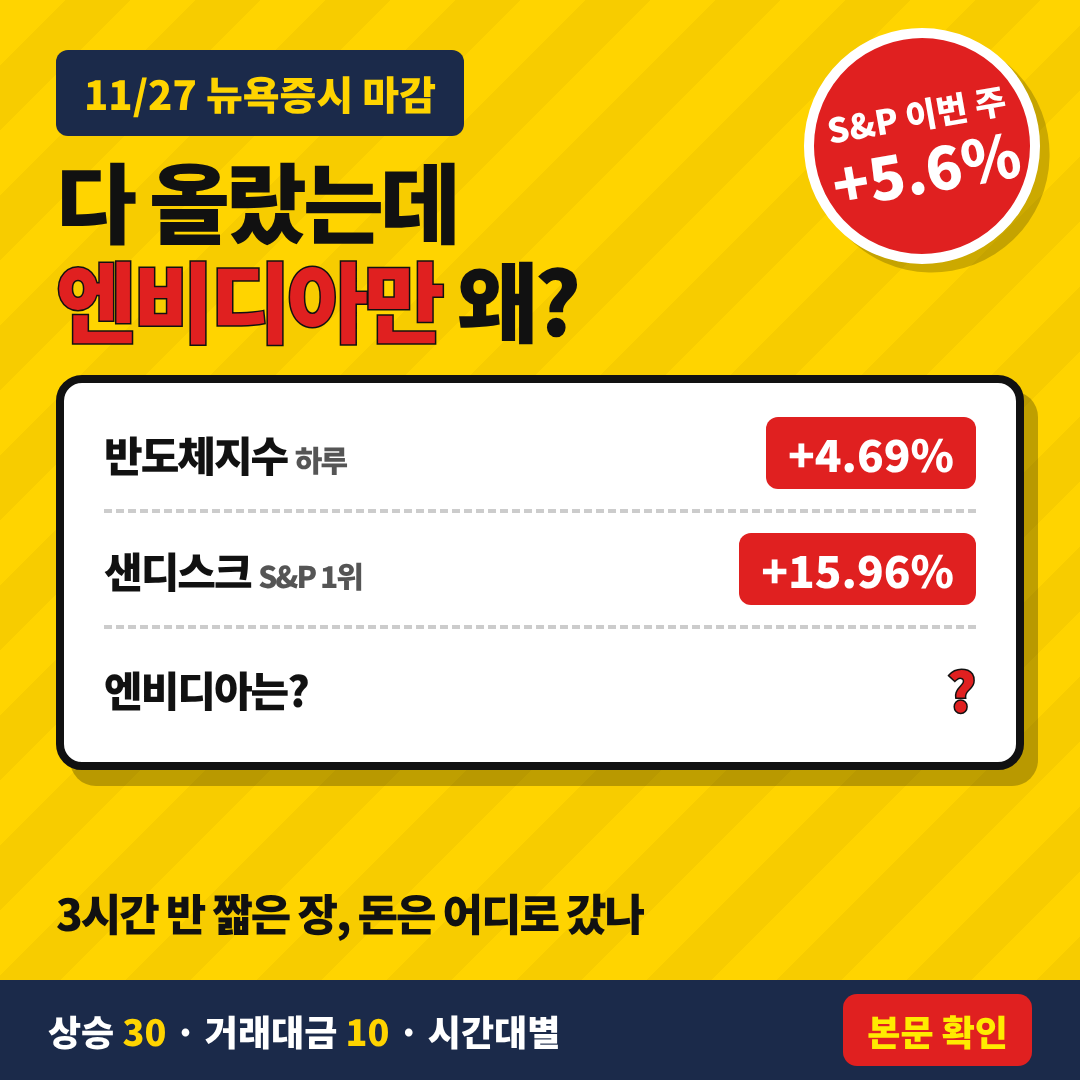 11/27 뉴욕증시 마감
S&P 이번 주
+5.6%
다 올랐는데
엔비디아만 왜?
반도체지수 하루 +4.69%
샌디스크 S&P 1위 +15.96%
엔비디아는? ?
3시간 반 짧은 장, 돈은 어디로 갔나
상승 30 · 거래대금 10 · 시간대별 본문 확인